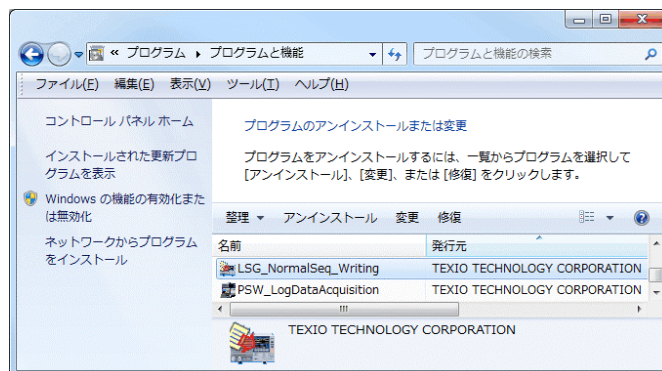 « プログラム ▸ プログラムと機能
プログラムと機能の検索
ファイル(F) 編集(E) 表示(V) ツール(T) ヘルプ(H)
コントロール パネル ホーム
インストールされた更新プロ
グラムを表示
Windows の機能の有効化また
は無効化
ネットワークからプログラム
をインストール
プログラムのアンインストールまたは変更
プログラムをアンインストールするには、一覧からプログラムを選択して
[アンインストール]、[変更]、または [修復] をクリックします。
整理 アンインストール 変更 修復
名前 発行元
LSG_NormalSeq_Writing TEXIO TECHNOLOGY CORPORATION
PSW_LogDataAcquisition TEXIO TECHNOLOGY CORPORATION
TEXIO TECHNOLOGY CORPORATION